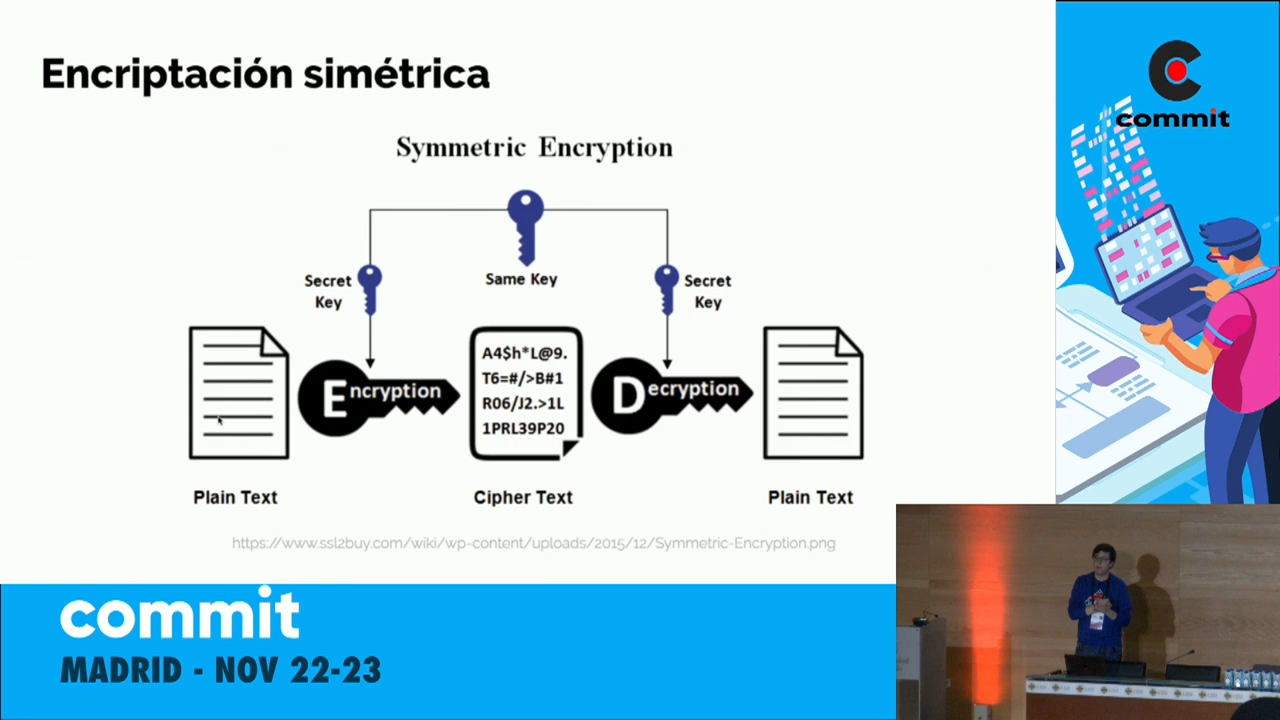 Encriptación simétrica
Symmetric Encryption
Secret
Key
Same Key
Secret
Key
A4$h*L@9.
T6=#/>B#1
R06/J2.>1L
1PRL39P20
Encryption
Decryption
Plain Text
Cipher Text
Plain Text
https://www.ssl2buy.com/wiki/wp-content/uploads/2015/12/Symmetric-Encryption.png
commit
commit
MADRID - NOV 22-23